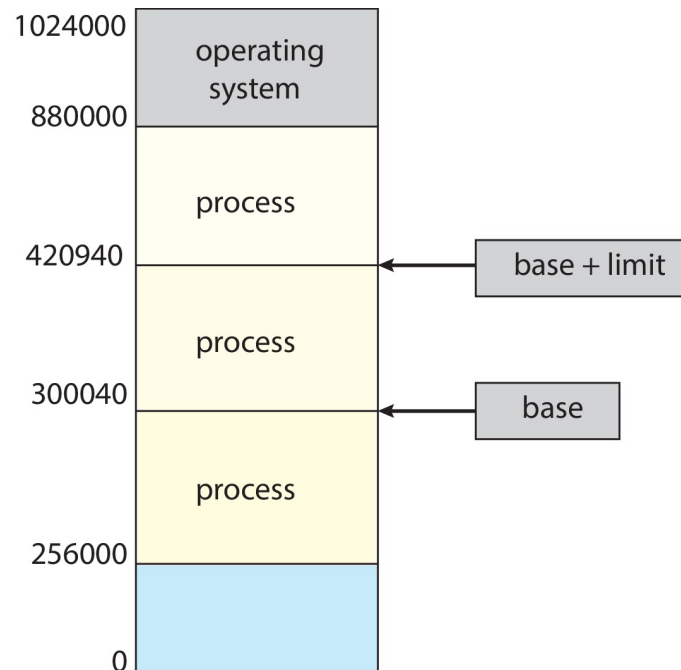 1024000
operating
system
880000
process
420940
base + limit
process
300040
base
process
256000
0